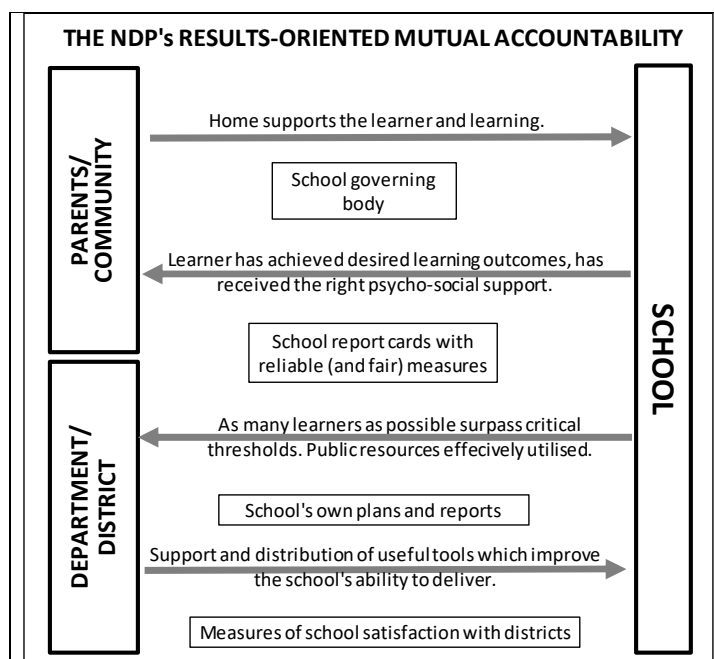 THE NDP's RESULTS-ORIENTED MUTUAL ACCOUNTABILITY
PARENTS/
COMMUNITY
Home supports the learner and learning.
School governing
body
Learner has achieved desired learning outcomes, has
received the right psycho-social support.
School report cards with
reliable (and fair) measures
SCHOOL
DEPARTMENT/
DISTRICT
As many learners as possible surpass critical
thresholds. Public resources effecively utilised.
School's own plans and reports
Support and distribution of useful tools which improve
the school's ability to deliver.
Measures of school satisfaction with districts